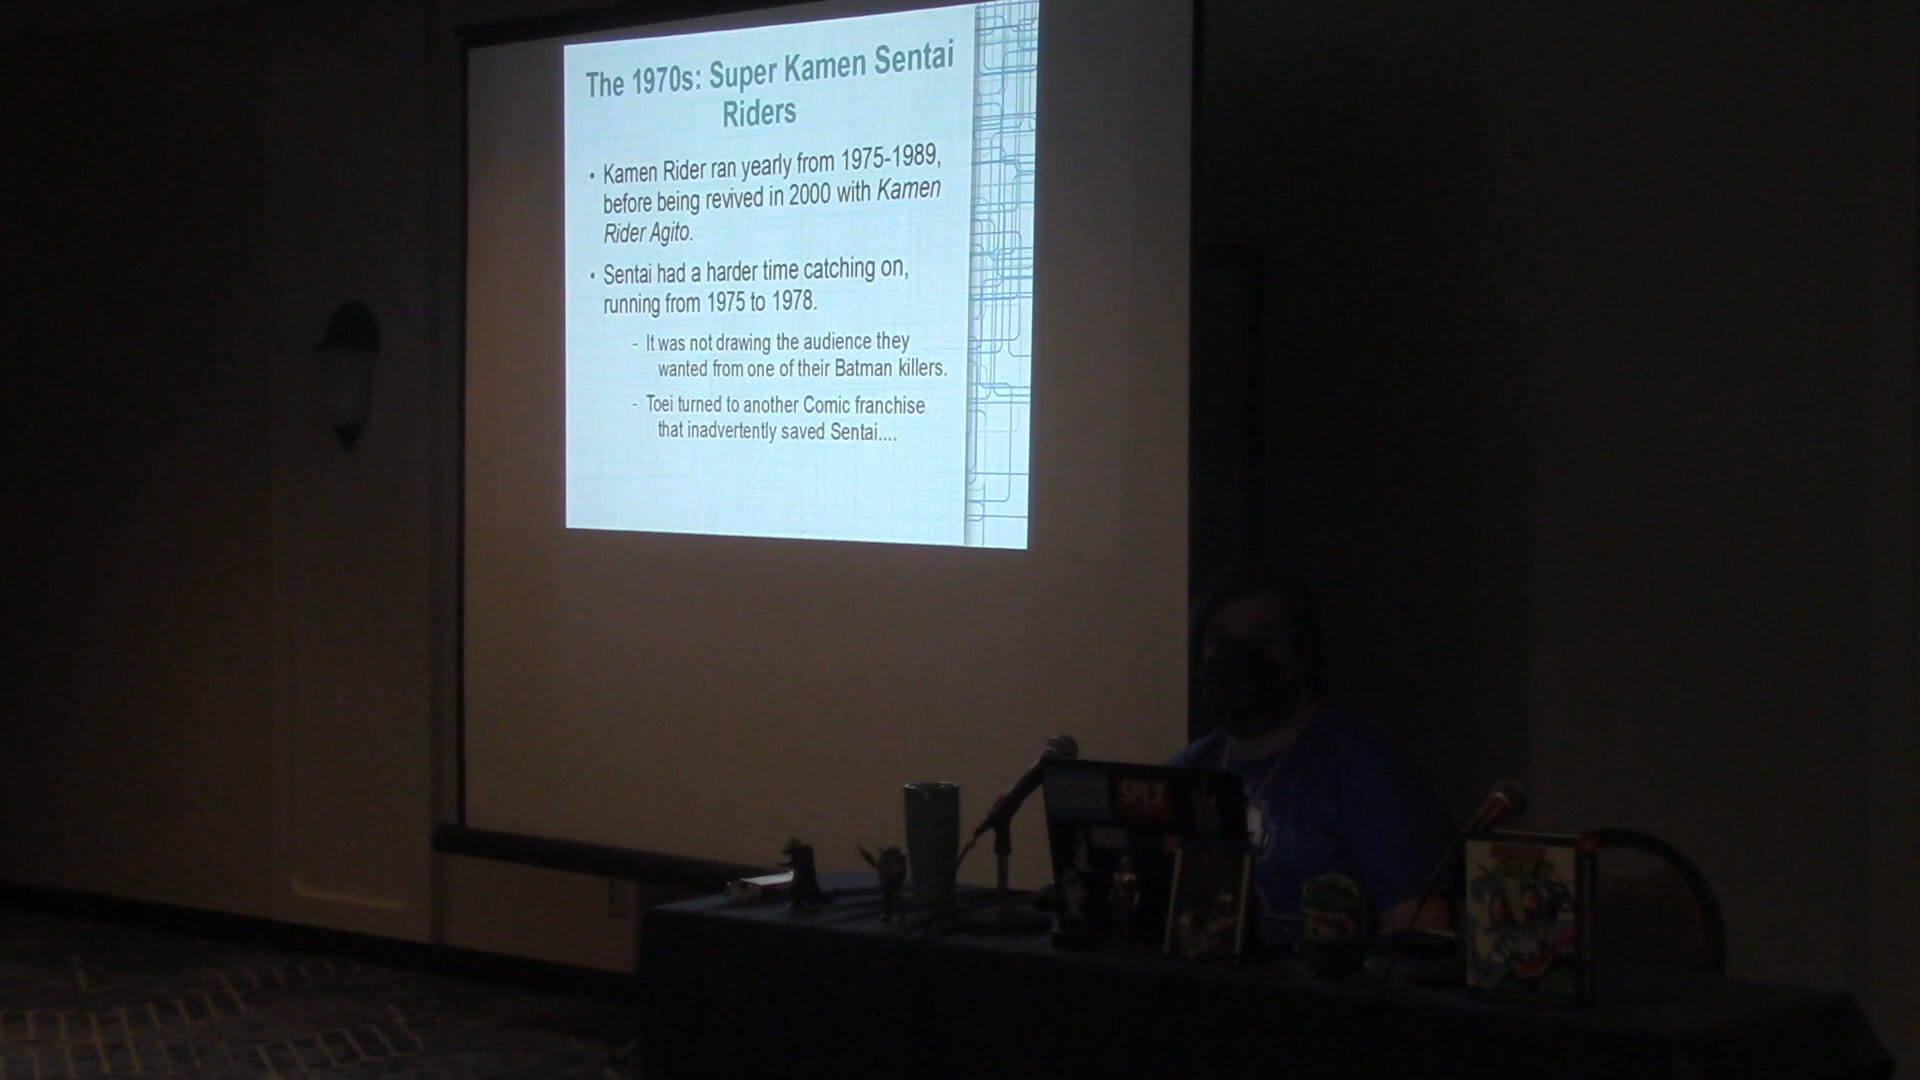 The 1970s: Super Kamen Sentai
Riders
• Kamen Rider ran yearly from 1975-1989,
before being revived in 2000 with Kamen
Rider Agito.
• Sentai had a harder time catching on,
running from 1975 to 1978.
- It was not drawing the audience they
wanted from one of their Batman killers.
- Toei turned to another Comic franchise
that inadvertently saved Sentai....
SPLX